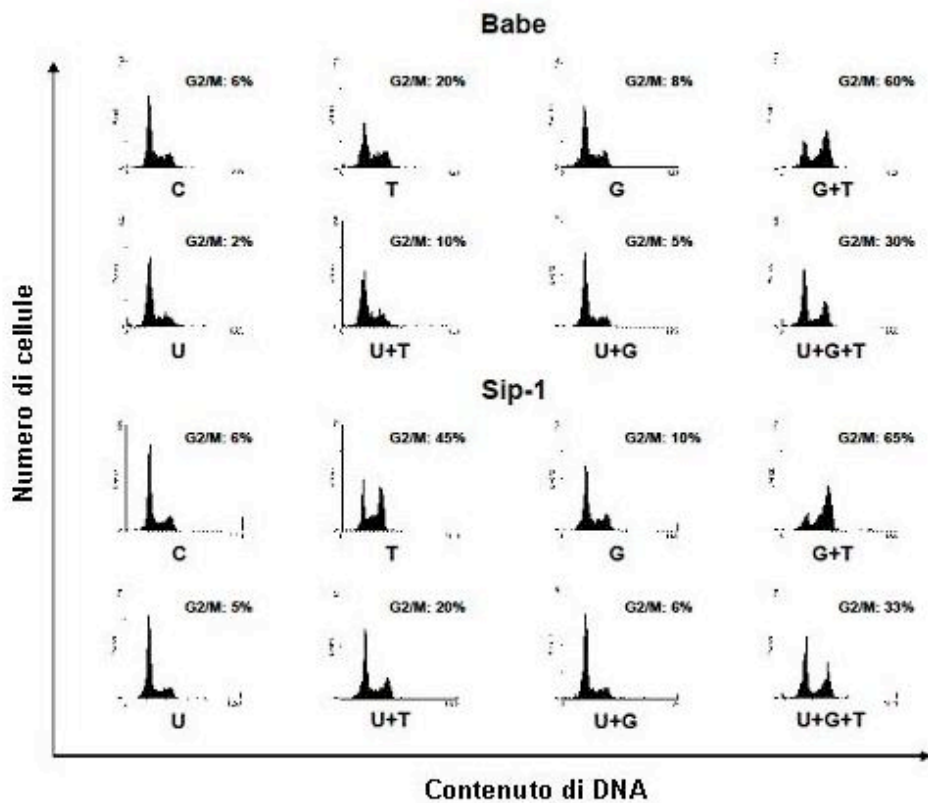 Babe
G2/M: 6% G2/M: 20% G2/M: 8% G2/M: 60%
C T G G+T
G2/M: 2% G2/M: 10% G2/M: 5% G2/M: 30%
U U+T U+G U+G+T
Sip-1
G2/M: 6% G2/M: 45% G2/M: 10% G2/M: 65%
C T G G+T
G2/M: 5% G2/M: 20% G2/M: 6% G2/M: 33%
U U+T U+G U+G+T
Numero di cellule
Contenuto di DNA